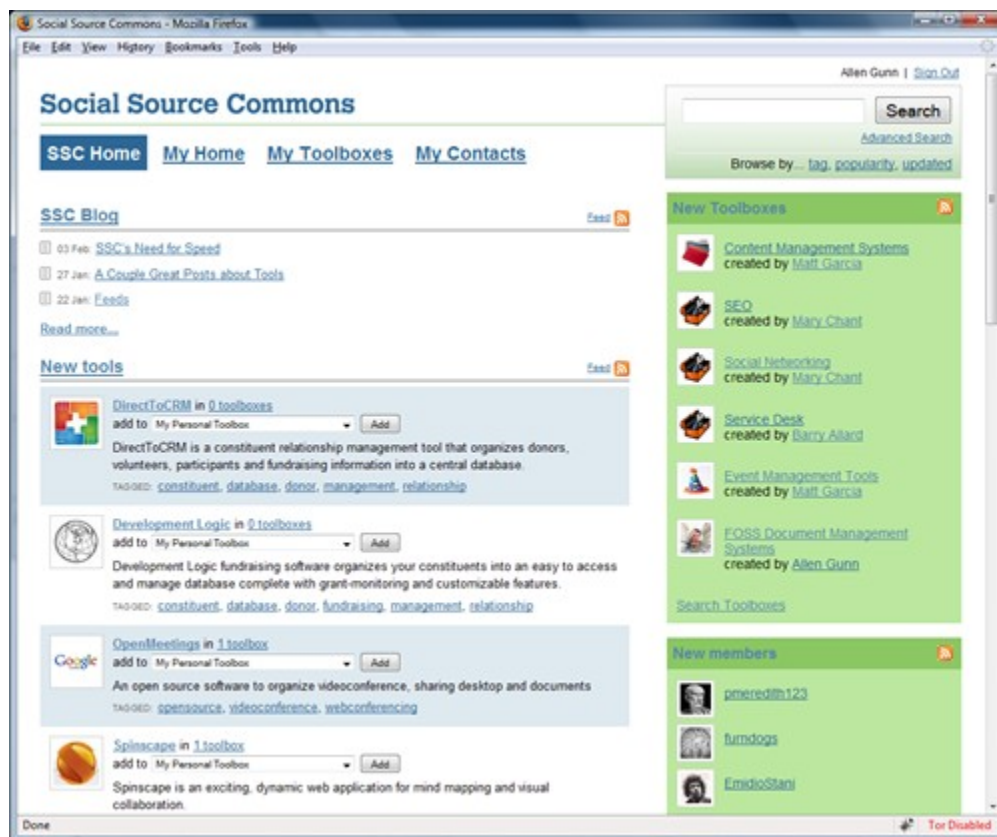 Social Source Commons - Mozilla Firefox
File Edit View History Bookmarks Tools Help
Allen Gunn | Sign Out
Social Source Commons
Search
Advanced Search
Browse by... tag, popularity, updated
SSC Home My Home My Toolboxes My Contacts
SSC Blog Feed
03 Feb: SSC's Need for Speed
27 Jan: A Couple Great Posts about Tools
22 Jan: Feeds
Read more...
New tools Feed
DirectToCRM in 0 toolboxes
add to My Personal Toolbox Add
DirectToCRM is a constituent relationship management tool that organizes donors,
volunteers, participants and fundraising information into a central database.
TAGGED: constituent, database, donor, management, relationship
Development Logic in 0 toolboxes
add to My Personal Toolbox Add
Development Logic fundraising software organizes your constituents into an easy to access
and manage database complete with grant-monitoring and customizable features.
TAGGED: constituent, database, donor, fundraising, management, relationship
Google
OpenMeetings in 1 toolbox
add to My Personal Toolbox Add
An open source software to organize videoconference, sharing desktop and documents
TAGGED: opensource, videoconference, webconferencing
Spinscape in 1 toolbox
add to My Personal Toolbox Add
Spinscape is an exciting, dynamic web application for mind mapping and visual
collaboration.
New Toolboxes
Content Management Systems
created by Matt Garcia
SEO
created by Mary Chant
Social Networking
created by Mary Chant
Service Desk
created by Barry Allard
Event Management Tools
created by Matt Garcia
FOSS Document Management
Systems
created by Allen Gunn
Search Toolboxes
New members
pmeredith123
furndogs
EmidioStani
Done
Tor Disabled